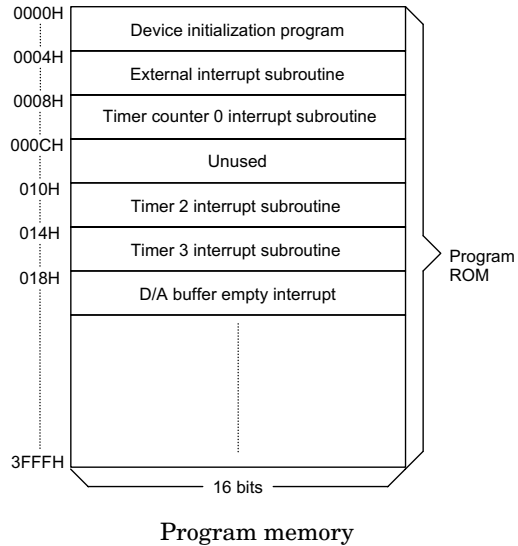 0000H
Device initialization program
0004H
External interrupt subroutine
0008H
Timer counter 0 interrupt subroutine
000CH
Unused
010H
Timer 2 interrupt subroutine
014H
Timer 3 interrupt subroutine
018H
D/A buffer empty interrupt
Program
ROM
3FFFH
16 bits
Program memory